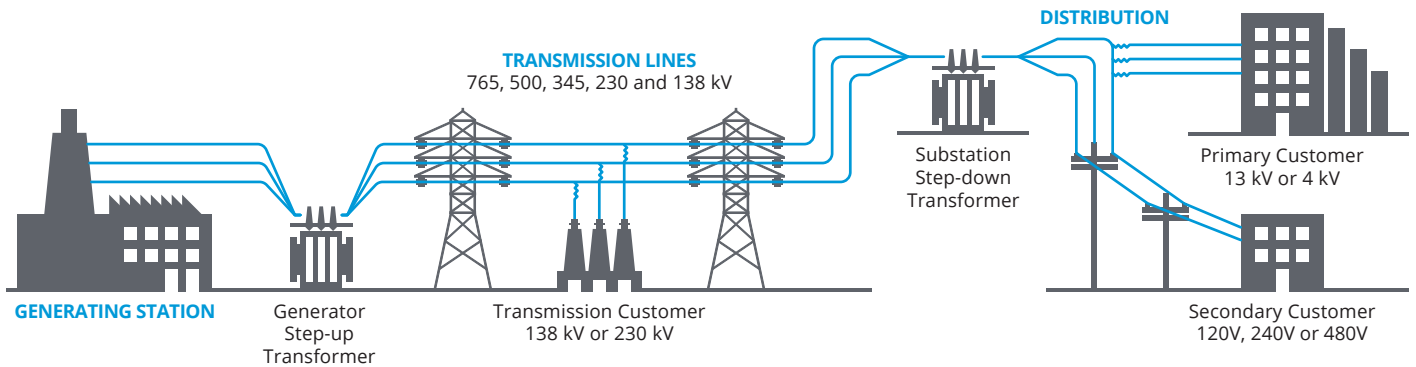 DISTRIBUTION
TRANSMISSION LINES
765, 500, 345, 230 and 138 kV
Substation
Step-down
Transformer
Primary Customer
13 kV or 4 kV
GENERATING STATION
Generator
Step-up
Transformer
Transmission Customer
138 kV or 230 kV
Secondary Customer
120V, 240V or 480V